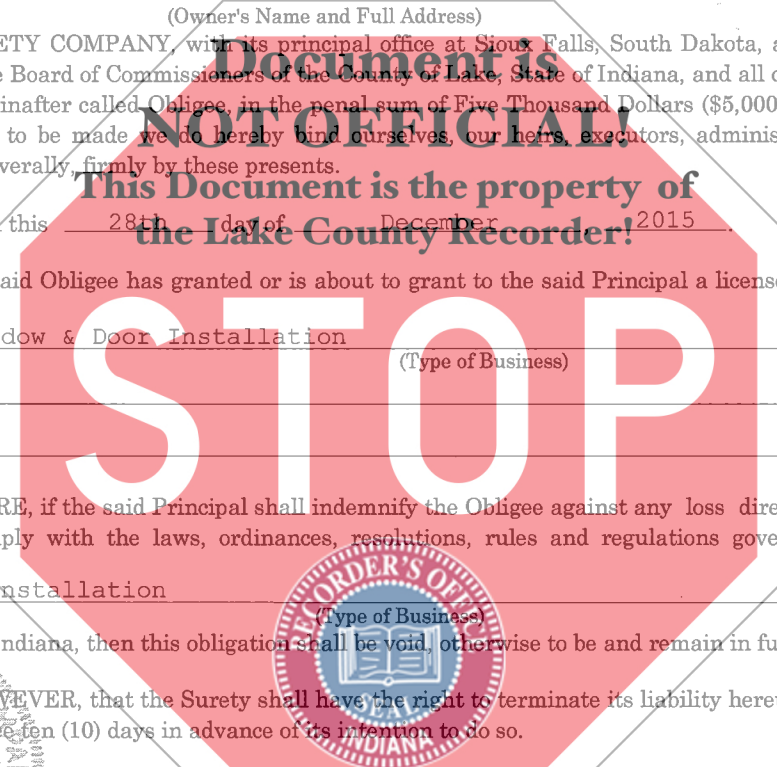 (Owner's Name and Full Address)
ETY COMPANY, with its principal office at Sioux Falls, South Dakota, a
e Board of Commissioners of the County of Lake, State of Indiana, and all o
inafter called Obligee, in the penal sum of Five Thousand Dollars ($5,000
to be made we do hereby bind ourselves, our heirs, executors, adminis
verally, firmly by these presents.
Document is
NOT OFFICIAL!
This Document is the property of
the Lake County Recorder!
this 28th day of December, 2015.
aid Obligee has granted or is about to grant to the said Principal a license
dow & Door Installation
(Type of Business)
STOP
RE, if the said Principal shall indemnify the Obligee against any loss dire
ply with the laws, ordinances, resolutions, rules and regulations gove
nstallation
(Type of Business)
ndiana, then this obligation shall be void, otherwise to be and remain in fu
WEVER, that the Surety shall have the right to terminate its liability here
e ten (10) days in advance of its intention to do so.
RECORDER'S OFFICE
SEAL
INDIANA